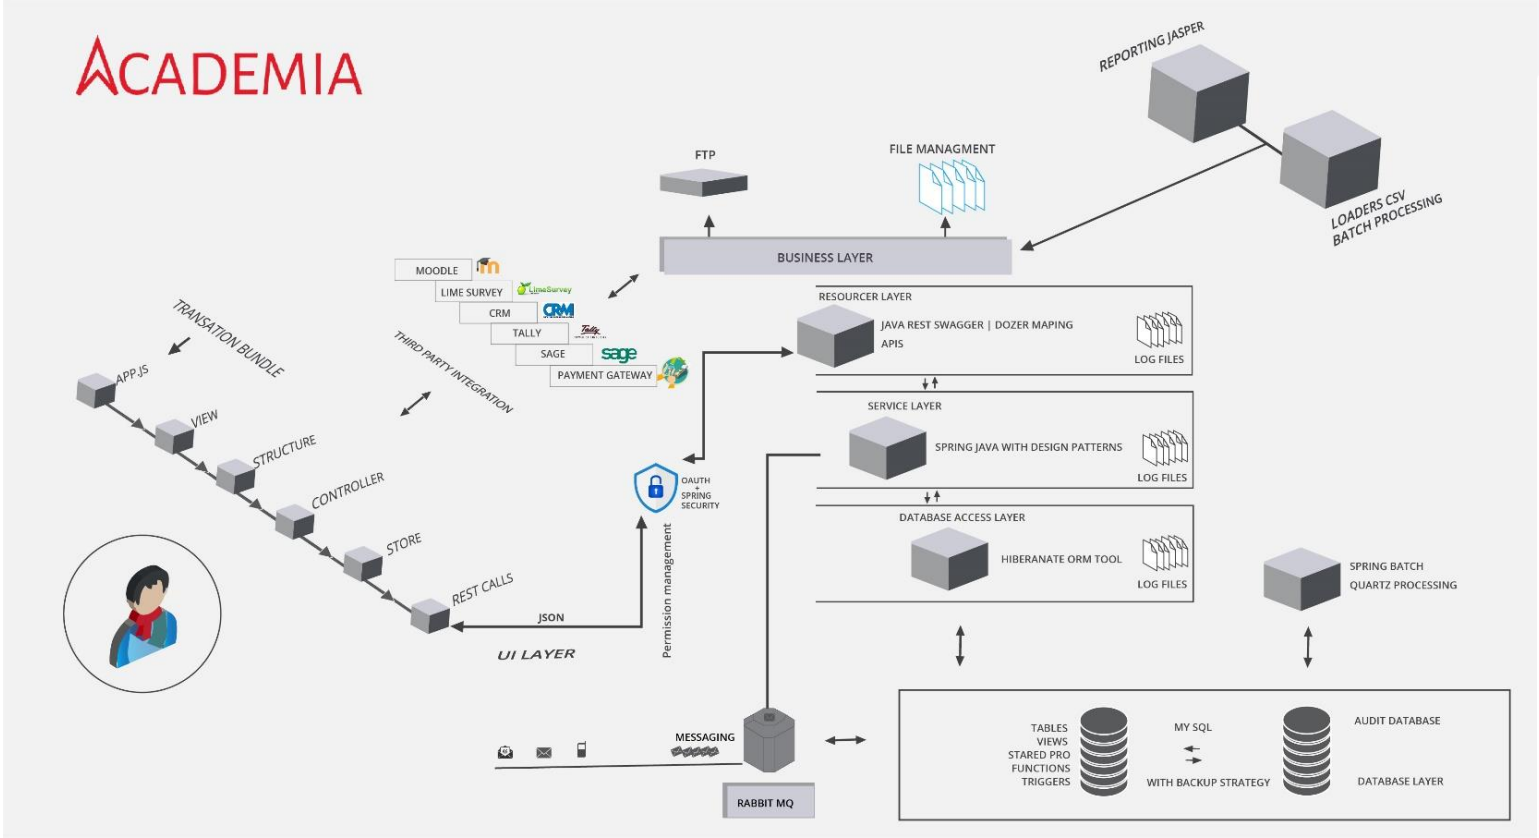 ACADEMIA
REPORTING JASPER
LOADERS CSV
BATCH PROCESSING
FTP
FILE MANAGMENT
BUSINESS LAYER
MOODLE
m
LIME SURVEY
LimeSurvey
CRM
CRM
TALLY
Tally
SAGE
sage
PAYMENT GATEWAY
THIRD PARTY INTEGRATION
TRANSATION BUNDLE
APP.JS
VIEW
STRUCTURE
CONTROLLER
STORE
REST CALLS
JSON
UI LAYER
OAUTH
+
SPRING
SECURITY
Permission management
RESOURCER LAYER
JAVA REST SWAGGER | DOZER MAPING
APIS
LOG FILES
SERVICE LAYER
SPRING JAVA WITH DESIGN PATTERNS
LOG FILES
DATABASE ACCESS LAYER
HIBERANATE ORM TOOL
LOG FILES
SPRING BATCH
QUARTZ PROCESSING
MESSAGING
RABBIT MQ
TABLES
VIEWS
STARED PRO
FUNCTIONS
TRIGGERS
MY SQL
WITH BACKUP STRATEGY
AUDIT DATABASE
DATABASE LAYER